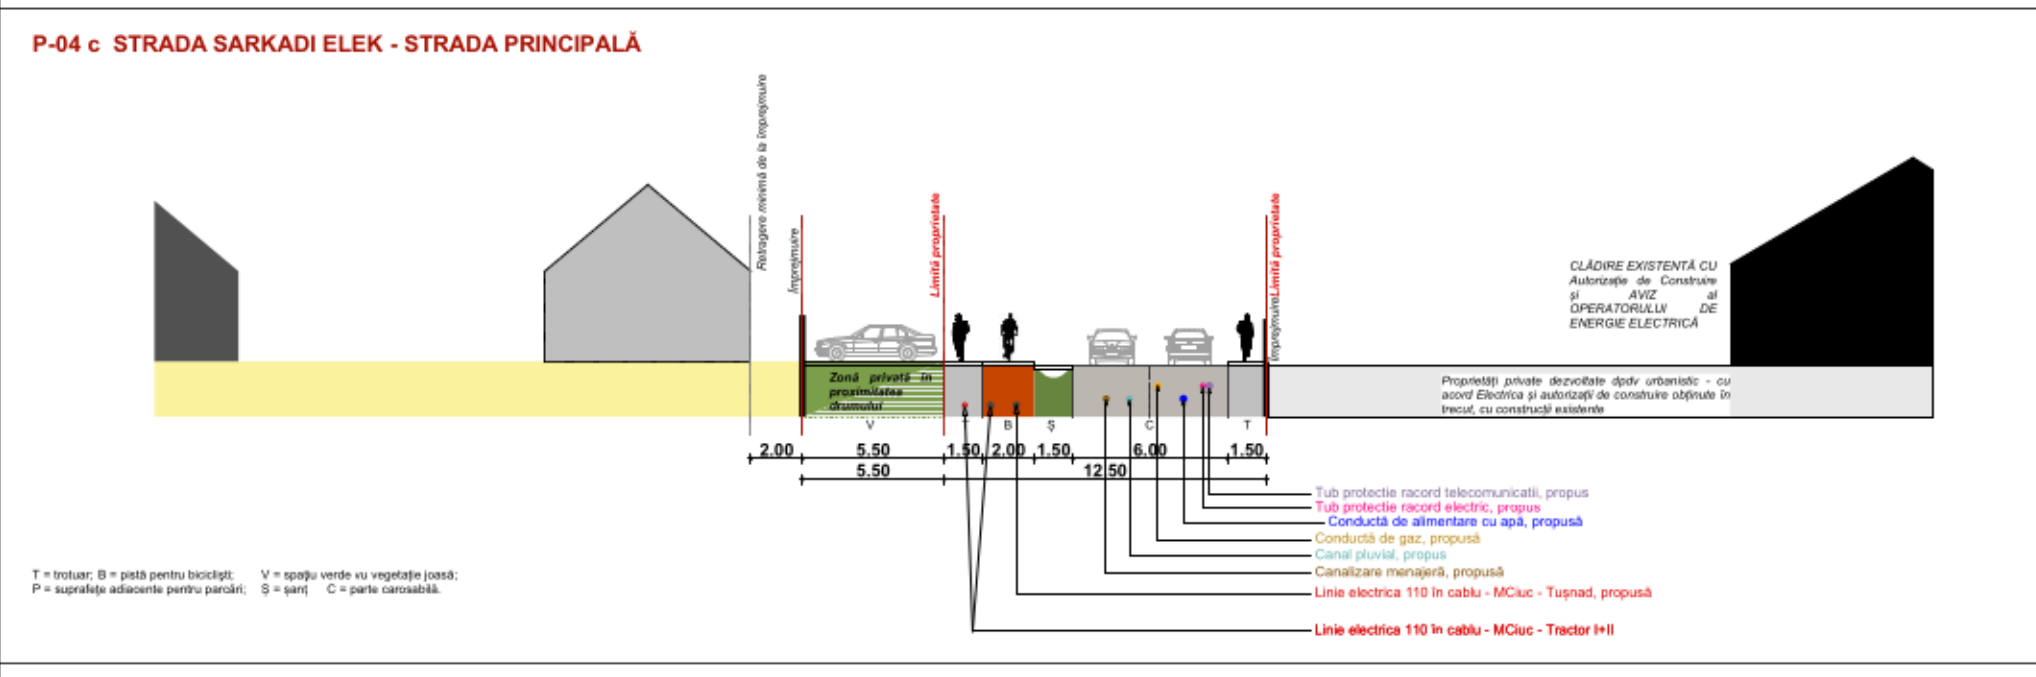 P-04 c STRADA SARKADI ELEK - STRADA PRINCIPALĂ
Retragere minimă de la împrejmuire
Împrejmuire
Limită proprietate
Împrejmuire
Limită proprietate
CLĂDIRE EXISTENTĂ CU
Autorizație de Construire
și AVIZ al
OPERATORULUI DE
ENERGIE ELECTRICĂ
Zonă privată în
proximitatea
drumului
Proprietăți private dezvoltate dpdv urbanistic - cu
acord Electrica și autorizații de construire obținute în
trecut, cu construcții existente
V T B Ș C T
2.00 5.50 1.50 2.00 1.50 6.00 1.50
5.50 12.50
Tub protectie racord telecomunicatii, propus
Tub protectie racord electric, propus
Conductă de alimentare cu apă, propusă
Conductă de gaz, propusă
Canal pluvial, propus
Canalizare menajeră, propusă
Linie electrica 110 în cablu - MCiuc - Tușnad, propusă
Linie electrica 110 în cablu - MCiuc - Tractor I+II
T = trotuar; B = pistă pentru bicicliști; V = spațiu verde vu vegetație joasă;
P = suprafețe adiacente pentru parcări; Ș = șanț C = parte carosabilă.